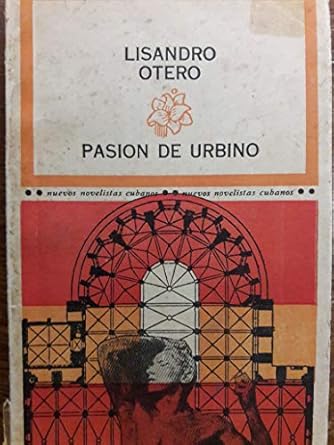 LISANDRO
OTERO
PASION DE URBINO
nuevos novelistas cubanos nuevos novelistas cubanos